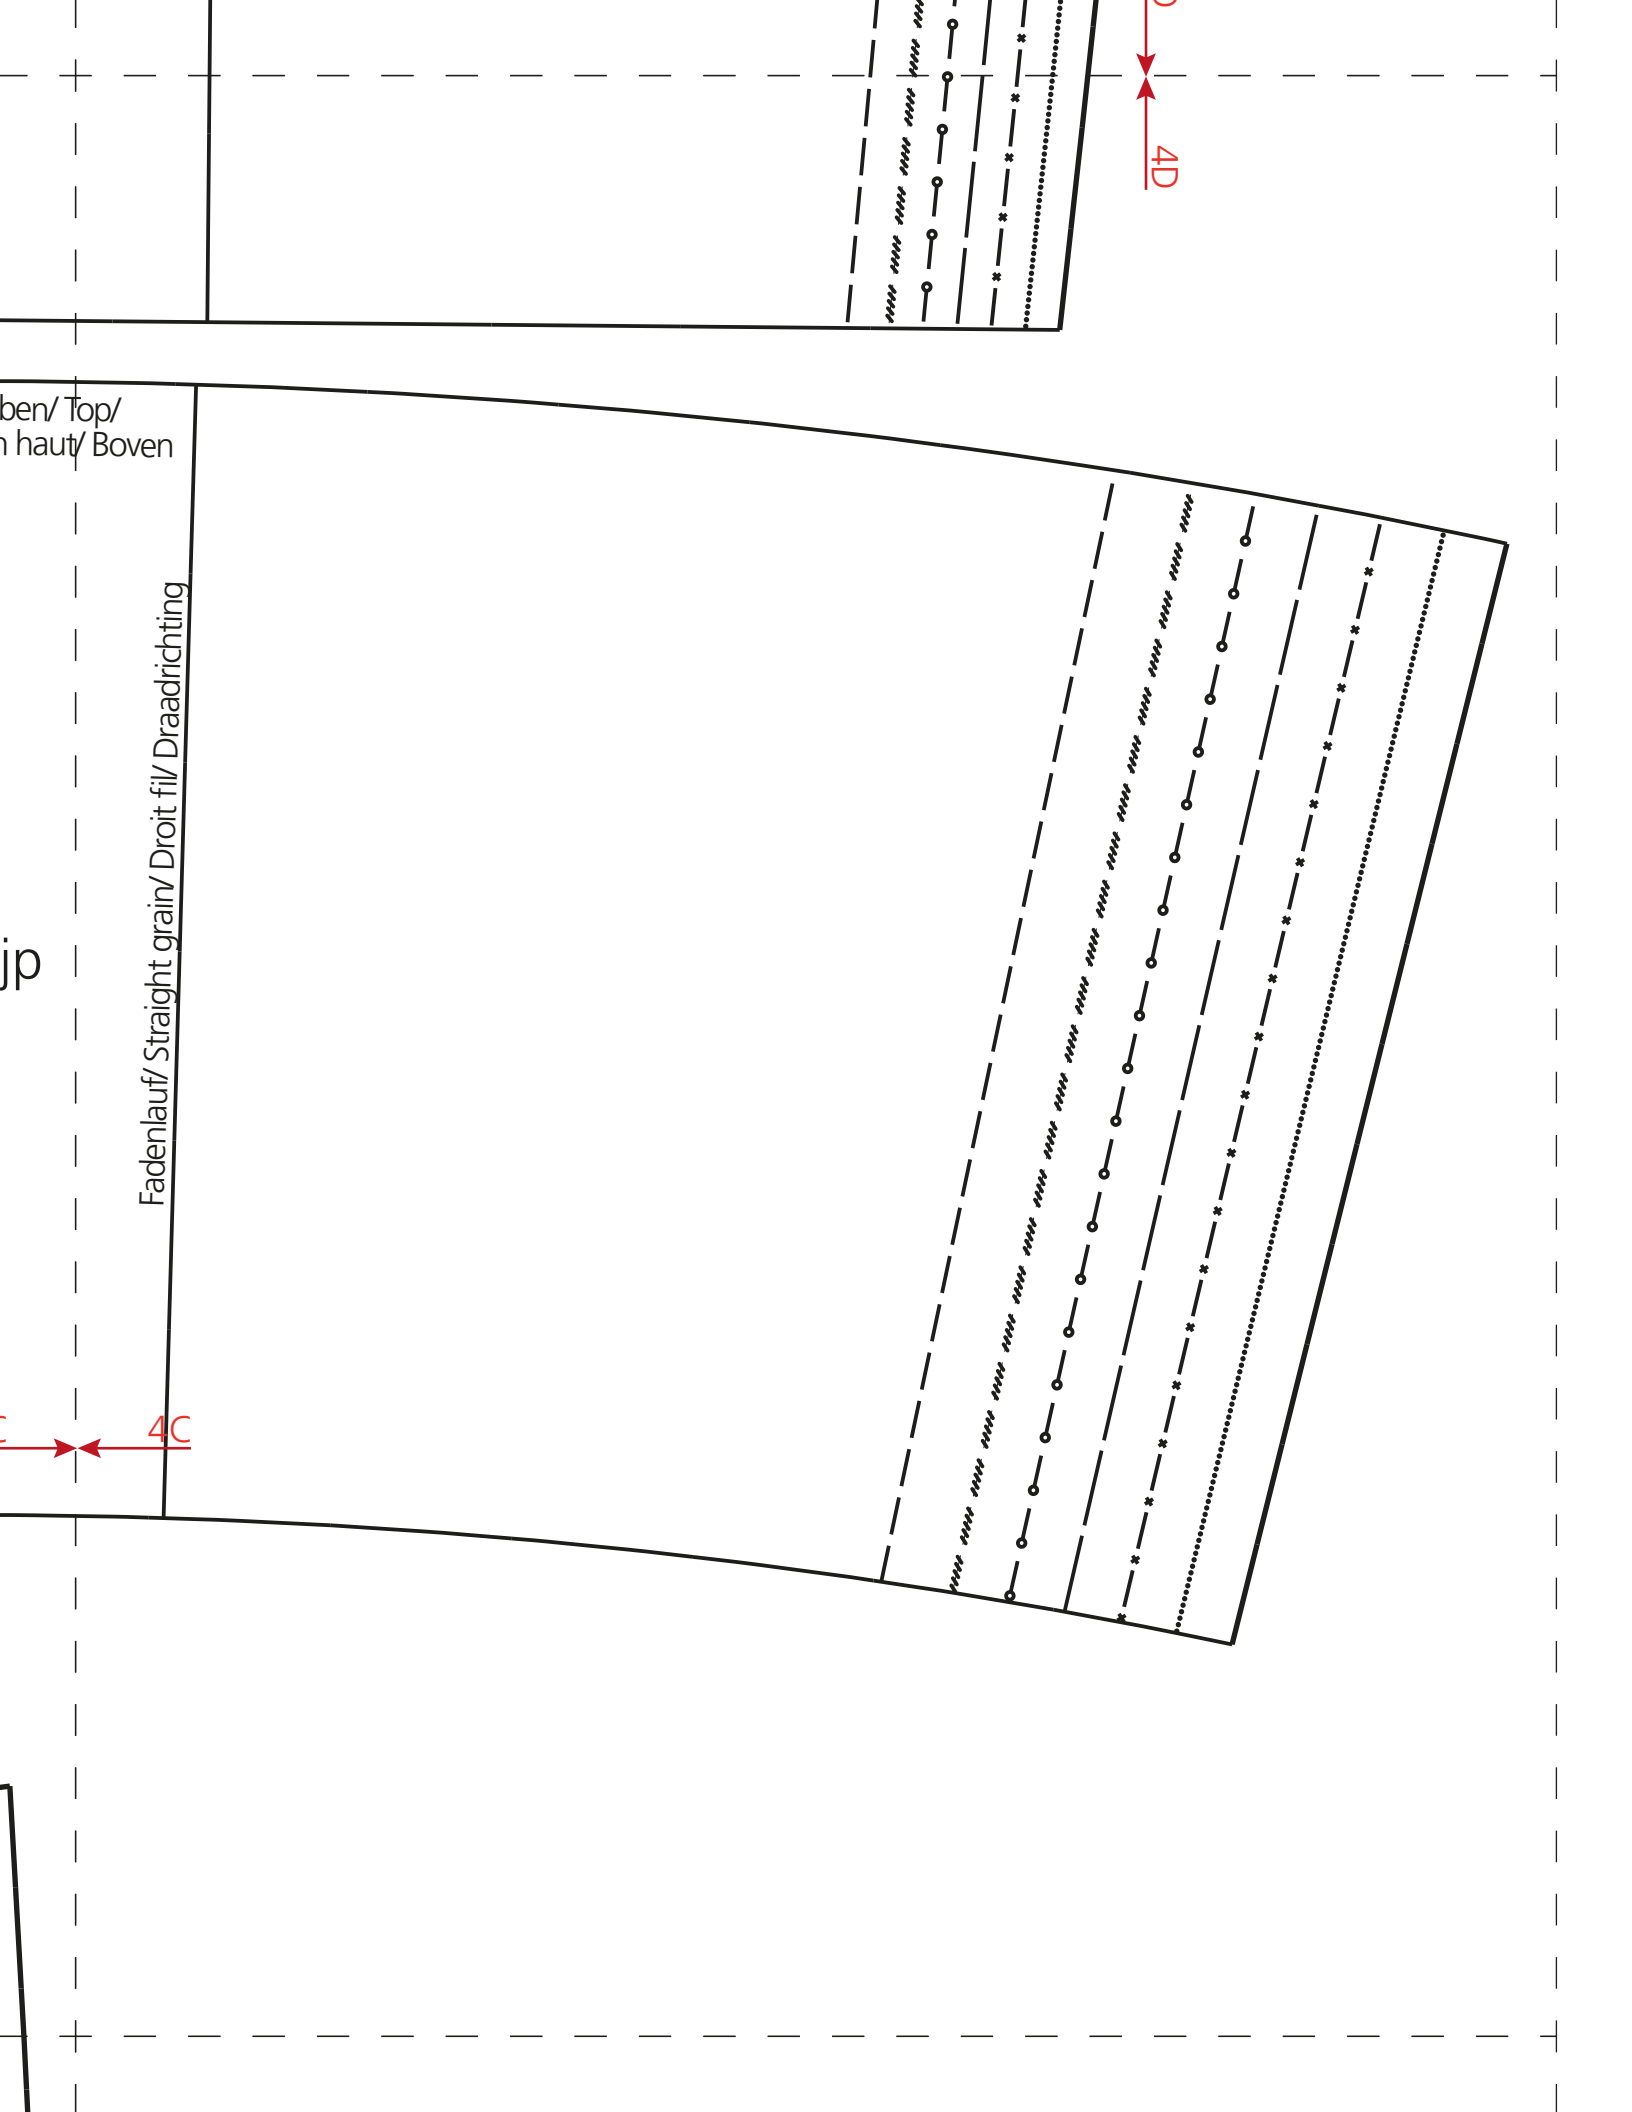 4D
ben/ Top/
n haut/ Boven
Fadenlauf/ Straight grain/ Droit fil/ Draadrichting
jp
4C